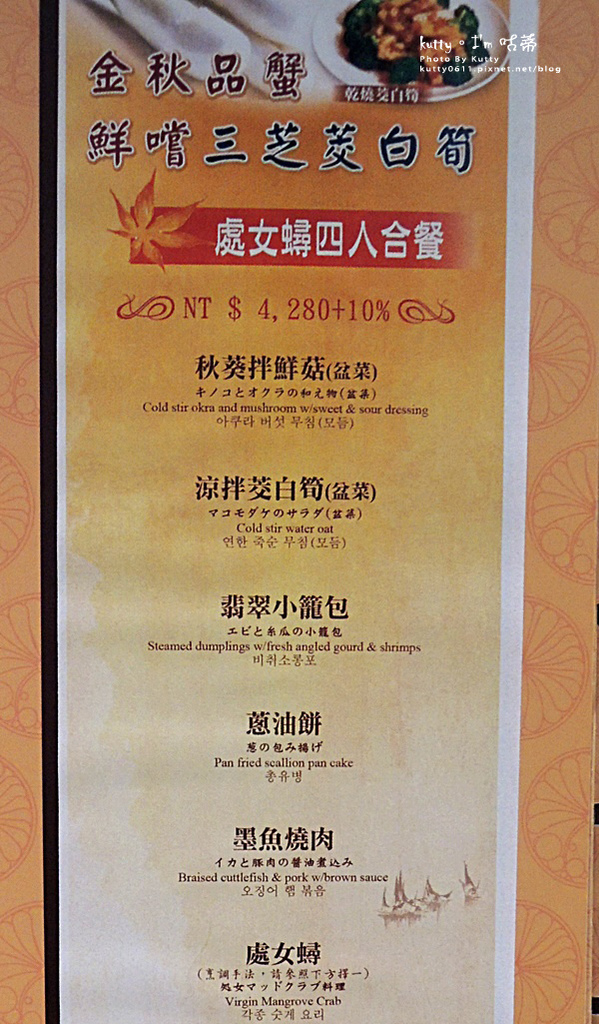 kutty。I'm 咕蒂
Photo By Kutty
kutty0611.pixnet.net/blog
乾燒茭白筍
金秋品蟹
鮮嚐三芝茭白筍
處女蟳四人合餐
NT $ 4,280+10%
秋葵拌鮮菇(盆菜)
キノコとオクラの和え物(盆菜)
Cold stir okra and mushroom w/sweet & sour dressing
아쿠라 버섯 무침(모듬)
涼拌茭白筍(盆菜)
マコモダケのサラダ(盆菜)
Cold stir water oat
연한 죽순 무침(모듬)
翡翠小籠包
エビと糸瓜の小籠包
Steamed dumplings w/fresh angled gourd & shrimps
비취소롱포
蔥油餅
葱の包み揚げ
Pan fried scallion pan cake
총유병
墨魚燒肉
イカと豚肉の醬油煮込み
Braised cuttlefish & pork w/brown sauce
오징어 햄 볶음
處女蟳
(烹調手法，請參照下方擇一)
処女マッドクラブ料理
Virgin Mangrove Crab
각종 숫게 요리